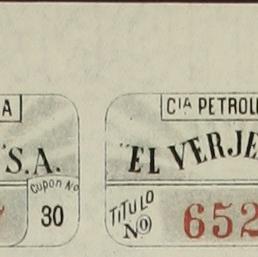 A
"S.A.
Cupon No
30
CIA PETROL
"EL VERJE
TITULO
No
652